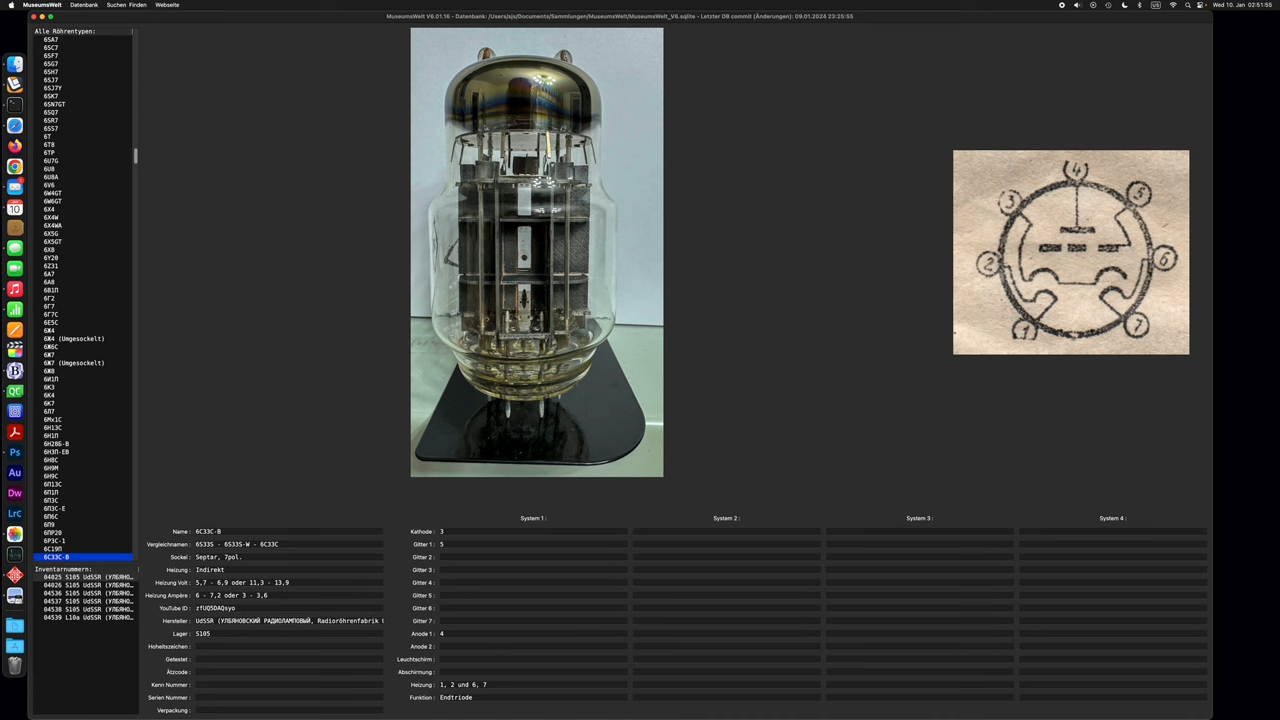 MuseumsWelt Datenbank Suchen Finden Webseite
US Wed 10. Jan. 02:51:55
MuseumsWelt V6.01.16 - Datenbank: /Users/sjs/Documents/Sammlungen/MuseumsWelt/MuseumsWelt_V6.sqlite - Letzter DB commit (Änderungen): 09.01.2024 23:25:55
Alle Röhrentypen:
6SA7
6SC7
6SF7
6SG7
6SH7
6SJ7
6SJ7Y
6SK7
6SN7GT
6SQ7
6SR7
6SS7
6T
6T8
6TP
6U7G
6U8
6U8A
6V6
6W4GT
6W6GT
6X4
6X4W
6X4WA
6X5G
6X5GT
6X8
6Y20
6Z31
6А7
6А8
6В1П
6Г2
6Г7
6Г7С
6Е5С
6Ж4
6Ж4 (Umgesockelt)
6Ж6С
6Ж7
6Ж7 (Umgesockelt)
6Ж8
6И1П
6К3
6К4
6К7
6Л7
6Мх1С
6Н13С
6Н1П
6Н28Б-В
6Н3П-ЕВ
6Н8С
6Н9М
6Н9С
6П13С
6П1П
6П3С
6П3С-Е
6П6С
6П9
6ПР20
6Р3С-1
6С19П
6С33С-В
Inventarnummern:
04025 S105 UdSSR (УЛБЯНО…
04026 S105 UdSSR (УЛБЯНО…
04536 S105 UdSSR (УЛБЯНО…
04537 S105 UdSSR (УЛБЯНО…
04538 S105 UdSSR (УЛБЯНО…
04539 L10a UdSSR (УЛБЯНО…
1
2
3
4
5
6
7
System 1 : System 2 : System 3 : System 4 :
Name : 6С33С-В
Vergleichnamen : 6S33S - 6S33S-W - 6C33C
Sockel : Septar, 7pol.
Heizung : Indirekt
Heizung Volt : 5,7 - 6,9 oder 11,3 - 13,9
Heizung Ampère : 6 - 7,2 oder 3 - 3,6
YouTube ID : zfUQ5DAQsyo
Hersteller : UdSSR (УЛБЯНОВСКИЙ РАДИОЛАМПОВЫЙ, Radioröhrenfabrik
Lager : S105
Hoheitszeichen :
Getestet :
Ätzcode :
Kenn Nummer :
Serien Nummer :
Verpackung :
Kathode : 3
Gitter 1 : 5
Gitter 2 :
Gitter 3 :
Gitter 4 :
Gitter 5 :
Gitter 6 :
Gitter 7 :
Anode 1 : 4
Anode 2 :
Leuchtschirm :
Abschirmung :
Heizung : 1, 2 und 6, 7
Funktion : Endtriode